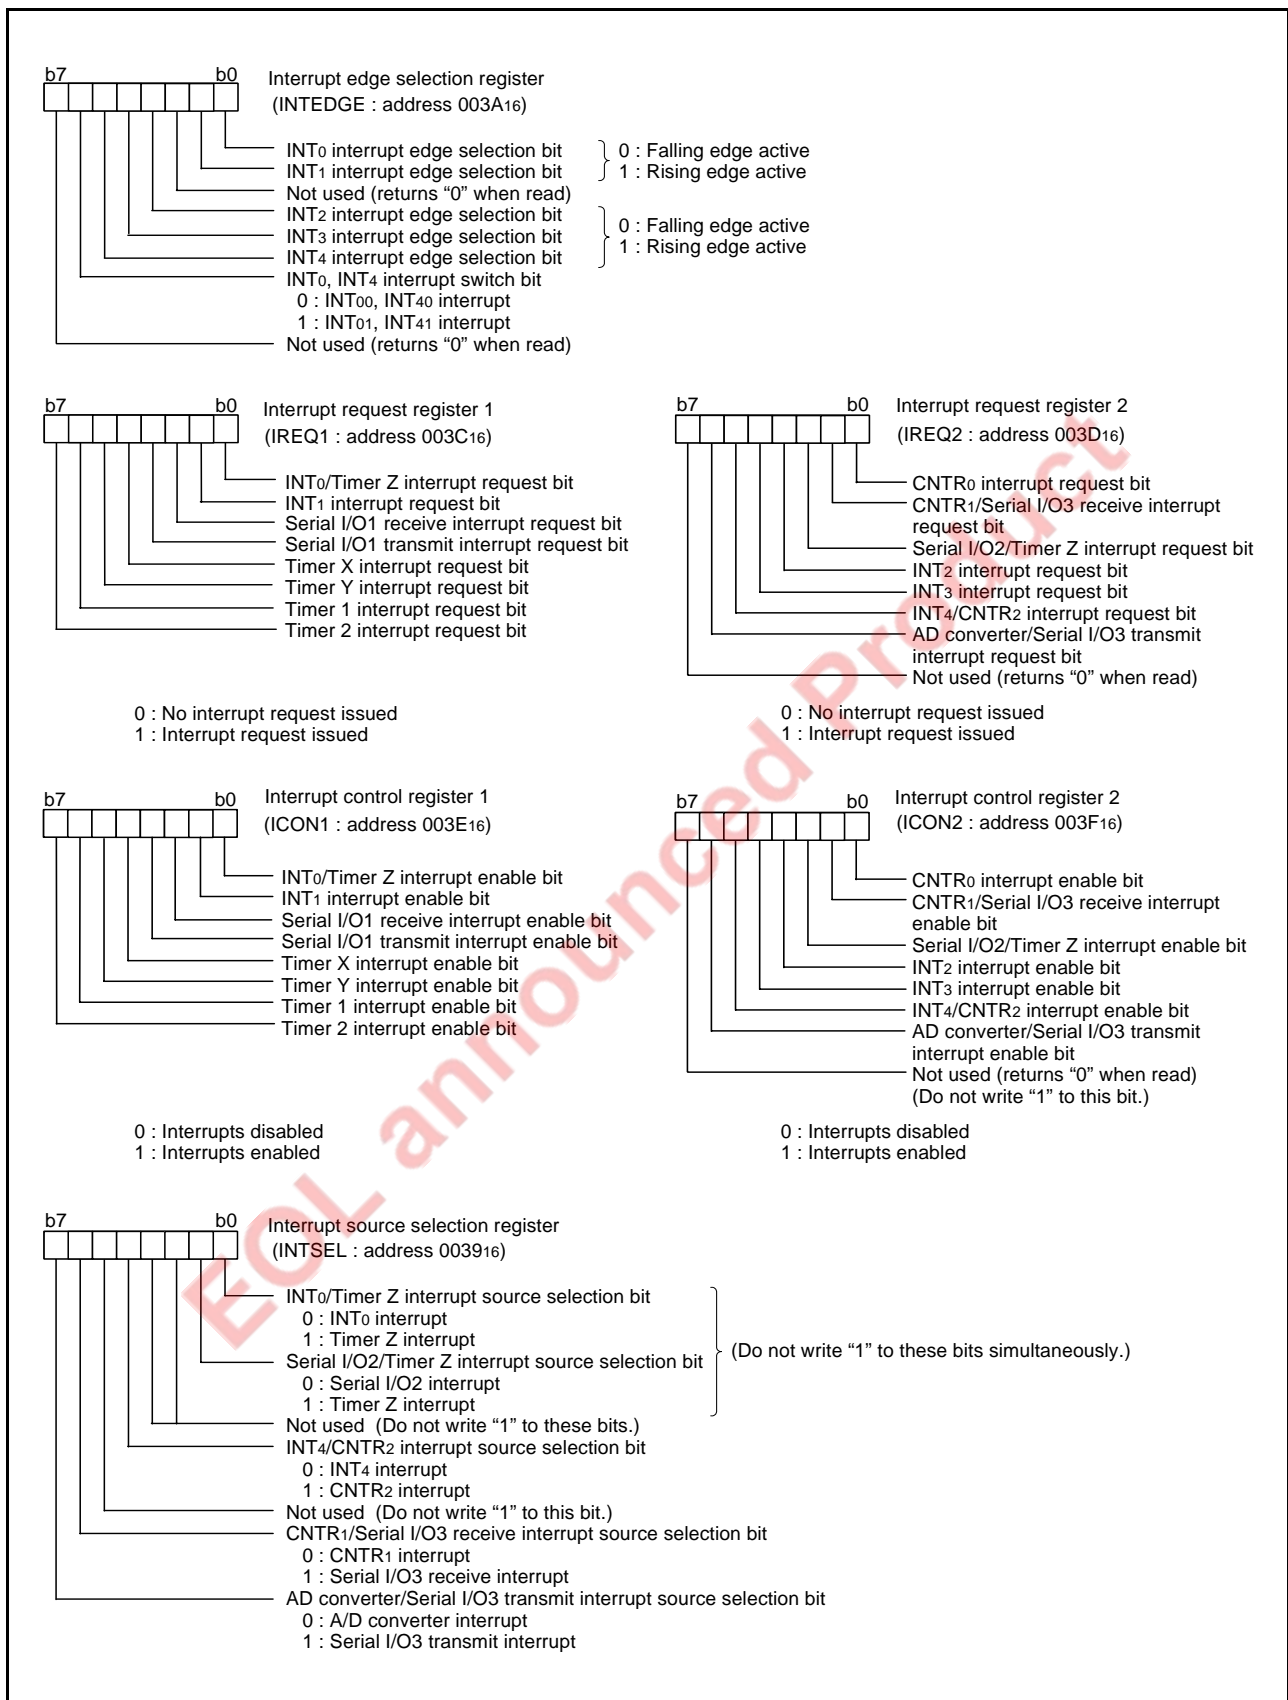 b7 b0 Interrupt edge selection register
(INTEDGE : address 003A16)
INT0 interrupt edge selection bit
INT1 interrupt edge selection bit
0 : Falling edge active
1 : Rising edge active
Not used (returns “0” when read)
INT2 interrupt edge selection bit
INT3 interrupt edge selection bit
INT4 interrupt edge selection bit
0 : Falling edge active
1 : Rising edge active
INT0, INT4 interrupt switch bit
0 : INT00, INT40 interrupt
1 : INT01, INT41 interrupt
Not used (returns “0” when read)
b7 b0 Interrupt request register 1
(IREQ1 : address 003C16)
INT0/Timer Z interrupt request bit
INT1 interrupt request bit
Serial I/O1 receive interrupt request bit
Serial I/O1 transmit interrupt request bit
Timer X interrupt request bit
Timer Y interrupt request bit
Timer 1 interrupt request bit
Timer 2 interrupt request bit
0 : No interrupt request issued
1 : Interrupt request issued
b7 b0 Interrupt request register 2
(IREQ2 : address 003D16)
CNTR0 interrupt request bit
CNTR1/Serial I/O3 receive interrupt
request bit
Serial I/O2/Timer Z interrupt request bit
INT2 interrupt request bit
INT3 interrupt request bit
INT4/CNTR2 interrupt request bit
AD converter/Serial I/O3 transmit
interrupt request bit
Not used (returns “0” when read)
0 : No interrupt request issued
1 : Interrupt request issued
b7 b0 Interrupt control register 1
(ICON1 : address 003E16)
INT0/Timer Z interrupt enable bit
INT1 interrupt enable bit
Serial I/O1 receive interrupt enable bit
Serial I/O1 transmit interrupt enable bit
Timer X interrupt enable bit
Timer Y interrupt enable bit
Timer 1 interrupt enable bit
Timer 2 interrupt enable bit
0 : Interrupts disabled
1 : Interrupts enabled
b7 b0 Interrupt control register 2
(ICON2 : address 003F16)
CNTR0 interrupt enable bit
CNTR1/Serial I/O3 receive interrupt
enable bit
Serial I/O2/Timer Z interrupt enable bit
INT2 interrupt enable bit
INT3 interrupt enable bit
INT4/CNTR2 interrupt enable bit
AD converter/Serial I/O3 transmit
interrupt enable bit
Not used (returns “0” when read)
(Do not write “1” to this bit.)
0 : Interrupts disabled
1 : Interrupts enabled
b7 b0 Interrupt source selection register
(INTSEL : address 003916)
INT0/Timer Z interrupt source selection bit
0 : INT0 interrupt
1 : Timer Z interrupt
Serial I/O2/Timer Z interrupt source selection bit
0 : Serial I/O2 interrupt
1 : Timer Z interrupt
(Do not write “1” to these bits simultaneously.)
Not used (Do not write “1” to these bits.)
INT4/CNTR2 interrupt source selection bit
0 : INT4 interrupt
1 : CNTR2 interrupt
Not used (Do not write “1” to this bit.)
CNTR1/Serial I/O3 receive interrupt source selection bit
0 : CNTR1 interrupt
1 : Serial I/O3 receive interrupt
AD converter/Serial I/O3 transmit interrupt source selection bit
0 : A/D converter interrupt
1 : Serial I/O3 transmit interrupt
EOL announced Product